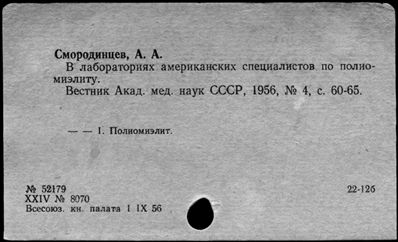 Смородинцев, А. А.
В лабораториях американских специалистов по полио-
миэлиту.
Вестник Акад. мед. наук СССР, 1956, № 4, с. 60-65.
— — 1. Полиомиэлит.
№ 52179 22-12б
XXIV № 8070
Всесоюз. кн. палата 1 IX 56